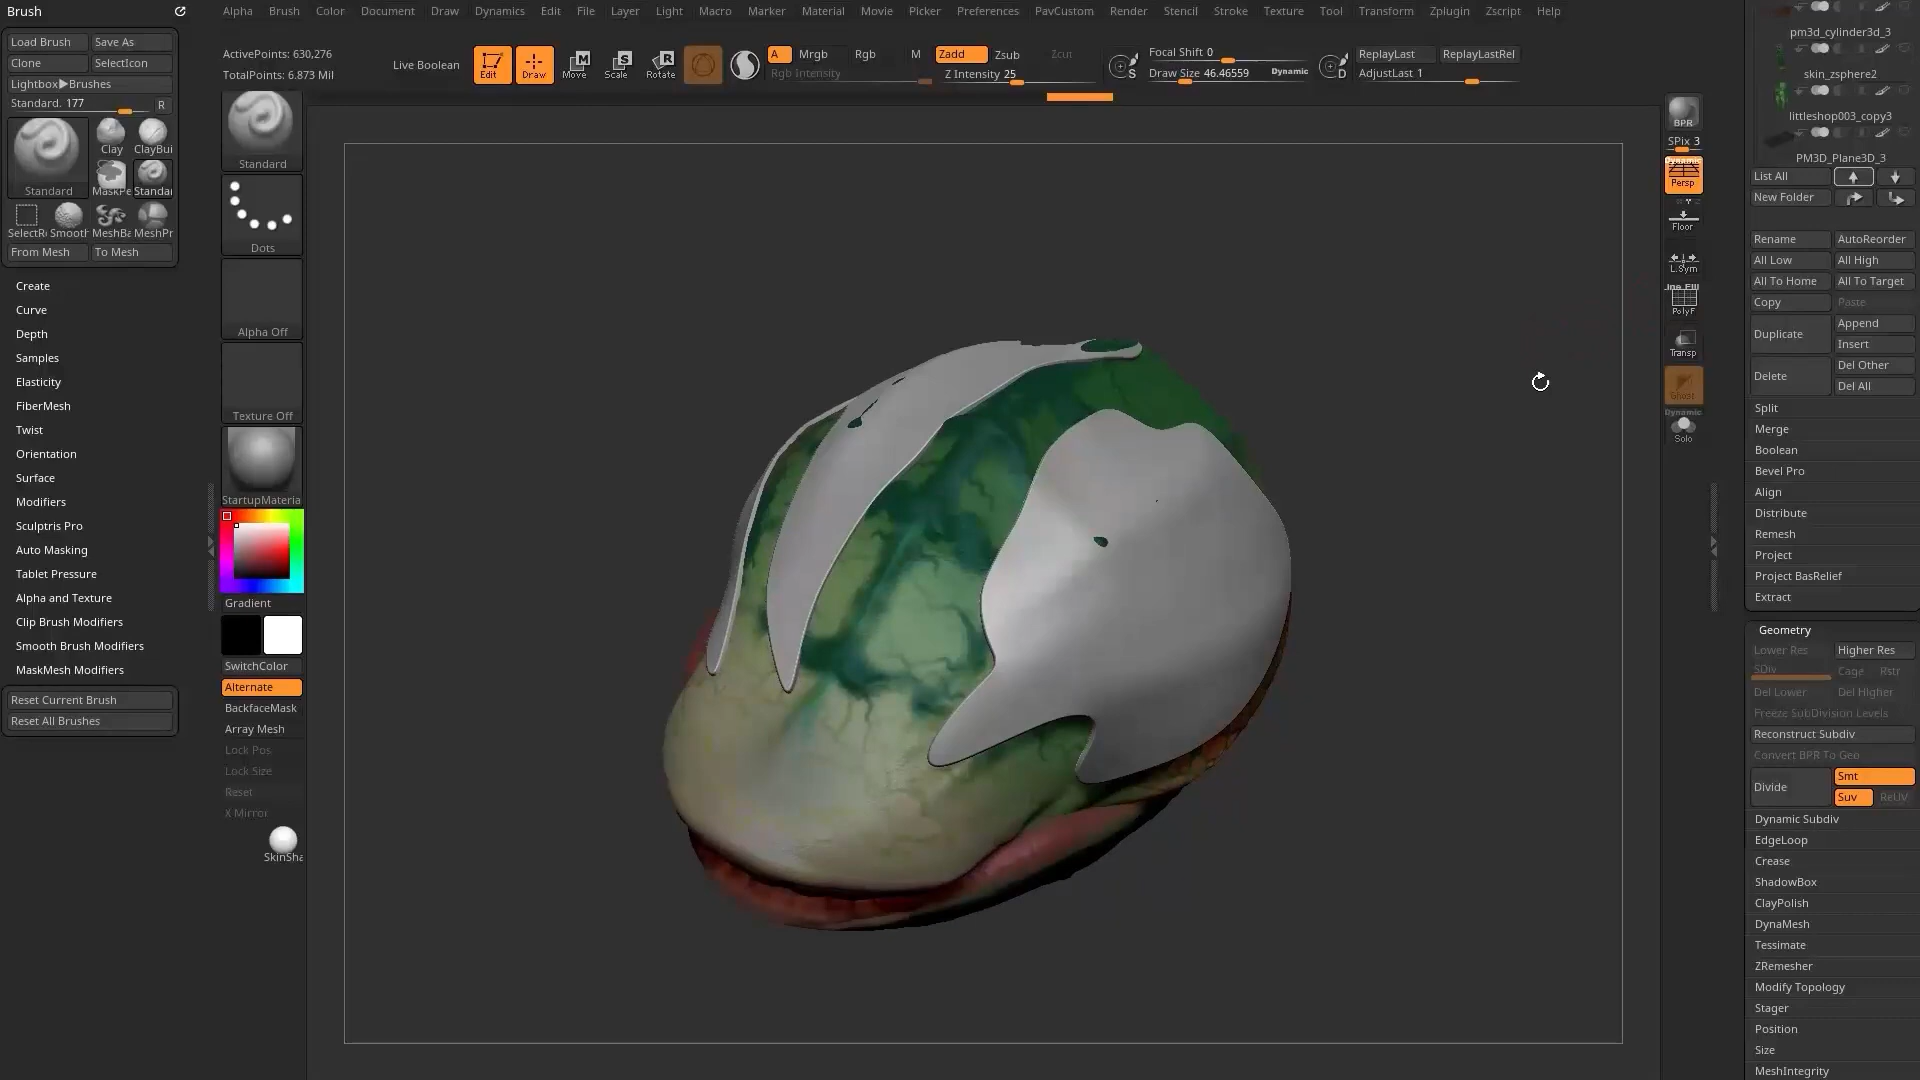 Brush
Load Brush
Save As
Clone
SelectIcon
Lightbox▶Brushes
Standard. 177
R
Standard
Clay
ClayBui
MaskPe
Standar
SelectRe
Smooth
MeshBa
MeshPr
From Mesh
To Mesh
Create
Curve
Depth
Samples
Elasticity
FiberMesh
Twist
Orientation
Surface
Modifiers
Sculptris Pro
Auto Masking
Tablet Pressure
Alpha and Texture
Clip Brush Modifiers
Smooth Brush Modifiers
MaskMesh Modifiers
Reset Current Brush
Reset All Brushes
Alpha Brush Color Document Draw Dynamics Edit File Layer Light Macro Marker Material Movie Picker Preferences PavCustom Render Stencil Stroke Texture Tool Transform Zplugin Zscript Help
ActivePoints: 630,276
TotalPoints: 6.873 Mil
Live Boolean
Edit
Draw
Move
Scale
Rotate
A
Mrgb
Rgb
M
Rgb Intensity
Zadd
Zsub
Zcut
Z Intensity 25
Focal Shift 0
Draw Size 46.46559
Dynamic
ReplayLast
ReplayLastRel
AdjustLast 1
Standard
Dots
Alpha Off
Texture Off
StartupMateria
Gradient
SwitchColor
Alternate
BackfaceMask
Array Mesh
Lock Pos
Lock Size
Reset
X Mirror
SkinSha
BPR
SPix 3
Dynamic
Persp
Floor
L.Sym
PolyF
Transp
Ghost
Dynamic
Solo
pm3d_cylinder3d_3
skin_zsphere2
littleshop003_copy3
PM3D_Plane3D_3
List All
New Folder
Rename
AutoReorder
All Low
All High
All To Home
All To Target
Copy
Paste
Duplicate
Append
Insert
Delete
Del Other
Del All
Split
Merge
Boolean
Bevel Pro
Align
Distribute
Remesh
Project
Project BasRelief
Extract
Geometry
Lower Res
Higher Res
SDiv
Cage
Rstr
Del Lower
Del Higher
Freeze SubDivision Levels
Reconstruct Subdiv
Convert BPR To Geo
Divide
Smt
Suv
ReUV
Dynamic Subdiv
EdgeLoop
Crease
ShadowBox
ClayPolish
DynaMesh
Tessimate
ZRemesher
Modify Topology
Stager
Position
Size
MeshIntegrity